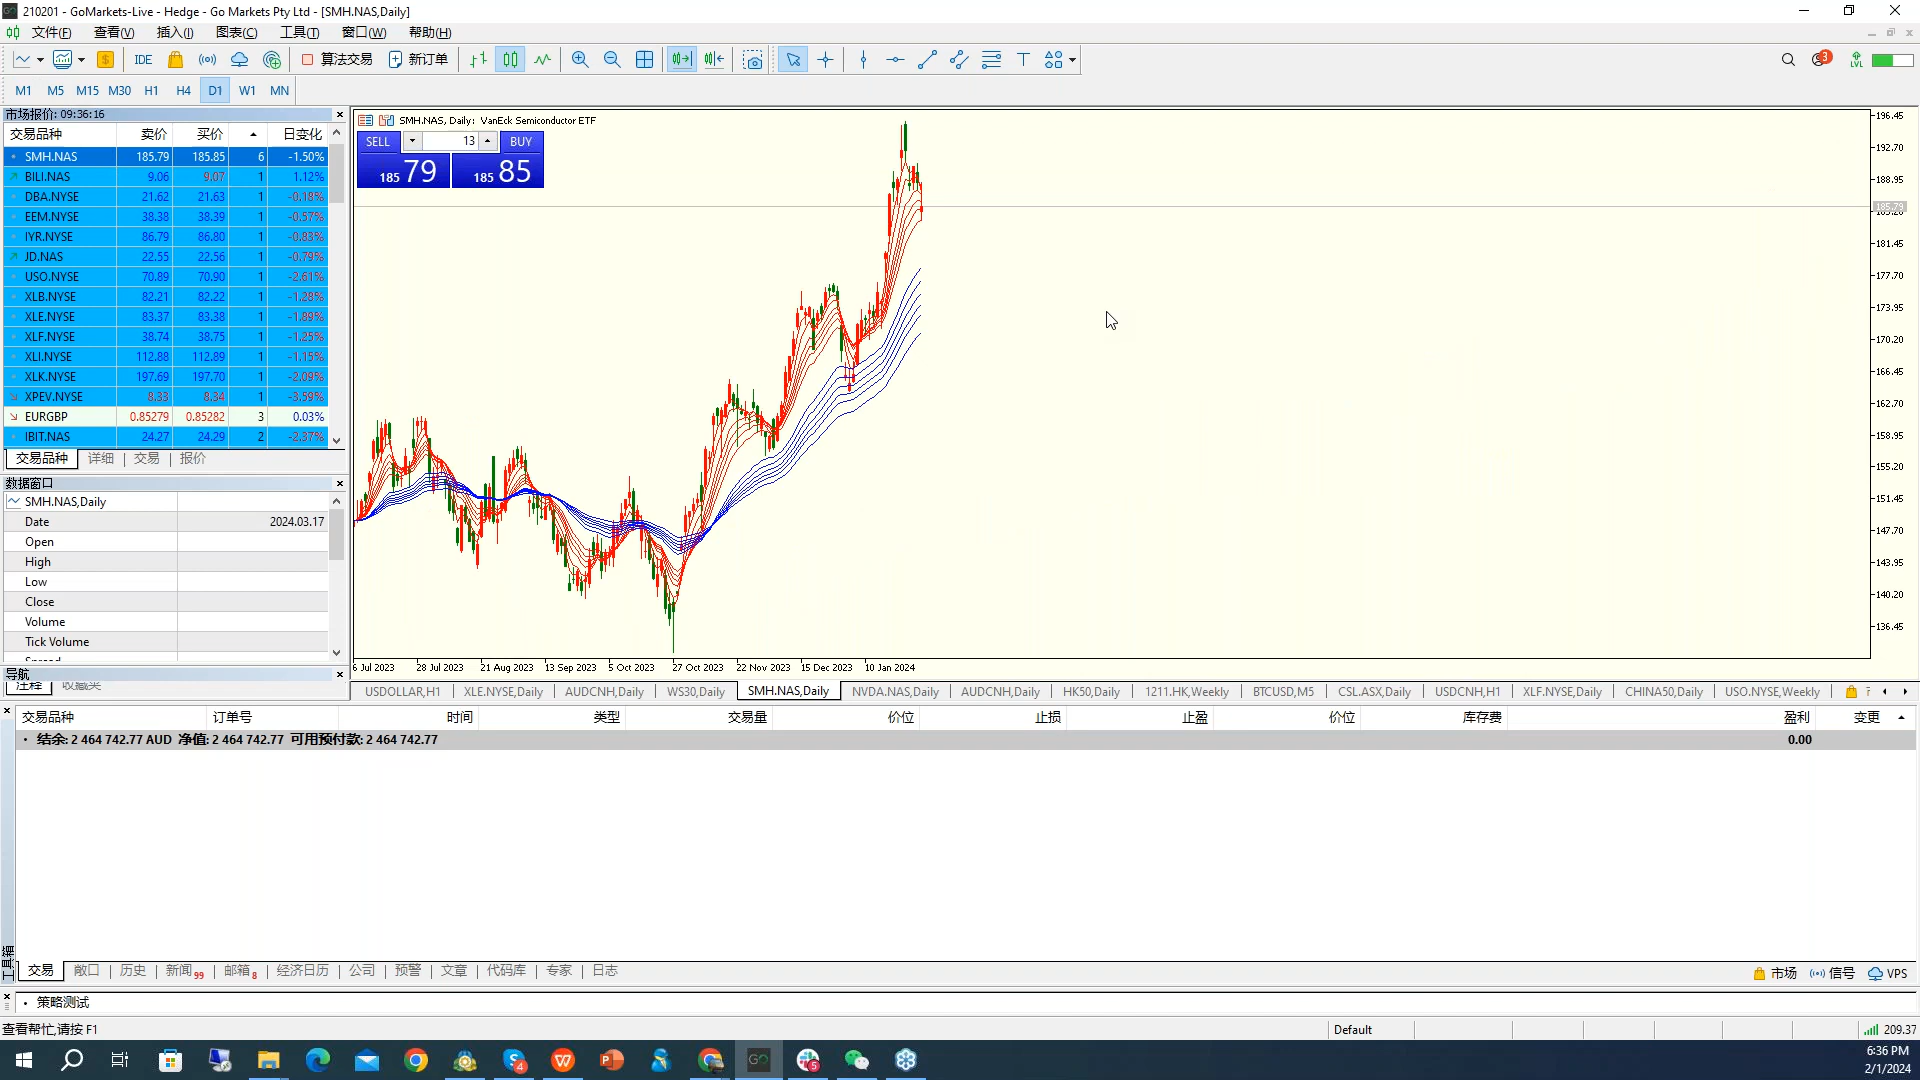 210201 - GoMarkets-Live - Hedge - Go Markets Pty Ltd - [SMH.NAS,Daily]
文件(F) 查看(V) 插入(I) 图表(C) 工具(T) 窗口(W) 帮助(H)
IDE 算法交易 新订单 3 LVL
M1 M5 M15 M30 H1 H4 D1 W1 MN
市场报价: 09:36:16
交易品种 卖价 买价 日变化
SMH.NAS 185.79 185.85 6 -1.50%
BILI.NAS 9.06 9.07 1 1.12%
DBA.NYSE 21.62 21.63 1 -0.18%
EEM.NYSE 38.38 38.39 1 -0.57%
IYR.NYSE 86.79 86.80 1 -0.83%
JD.NAS 22.55 22.56 1 -0.79%
USO.NYSE 70.89 70.90 1 -2.61%
XLB.NYSE 82.21 82.22 1 -1.28%
XLE.NYSE 83.37 83.38 1 -1.89%
XLF.NYSE 38.74 38.75 1 -1.25%
XLI.NYSE 112.88 112.89 1 -1.15%
XLK.NYSE 197.69 197.70 1 -2.09%
XPEV.NYSE 8.33 8.34 1 -3.59%
EURGBP 0.85279 0.85282 3 0.03%
IBIT.NAS 24.27 24.29 2 -2.37%
交易品种 详细 交易 报价
数据窗口
SMH.NAS,Daily
Date 2024.03.17
Open
High
Low
Close
Volume
Tick Volume
导航
注释 收藏夹
SMH.NAS, Daily: VanEck Semiconductor ETF
SELL 13 BUY
185 79 185 85
196.45
192.70
188.95
185.79
185.20
181.45
177.70
173.95
170.20
166.45
162.70
158.95
155.20
151.45
147.70
143.95
140.20
136.45
6 Jul 2023 28 Jul 2023 21 Aug 2023 13 Sep 2023 5 Oct 2023 27 Oct 2023 22 Nov 2023 15 Dec 2023 10 Jan 2024
USDOLLAR,H1 XLE.NYSE,Daily AUDCNH,Daily WS30,Daily SMH.NAS,Daily NVDA.NAS,Daily AUDCNH,Daily HK50,Daily 1211.HK,Weekly BTCUSD,M5 CSL.ASX,Daily USDCNH,H1 XLF.NYSE,Daily CHINA50,Daily USO.NYSE,Weekly
交易品种 订单号 时间 类型 交易量 价位 止损 止盈 价位 库存费 盈利 变更
结余: 2 464 742.77 AUD 净值: 2 464 742.77 可用预付款: 2 464 742.77 0.00
工具箱
交易 敞口 历史 新闻 99 邮箱 8 经济日历 公司 预警 文章 代码库 专家 日志 市场 信号 VPS
策略测试
查看帮忙,请按 F1 Default 209.37
6:36 PM
2/1/2024